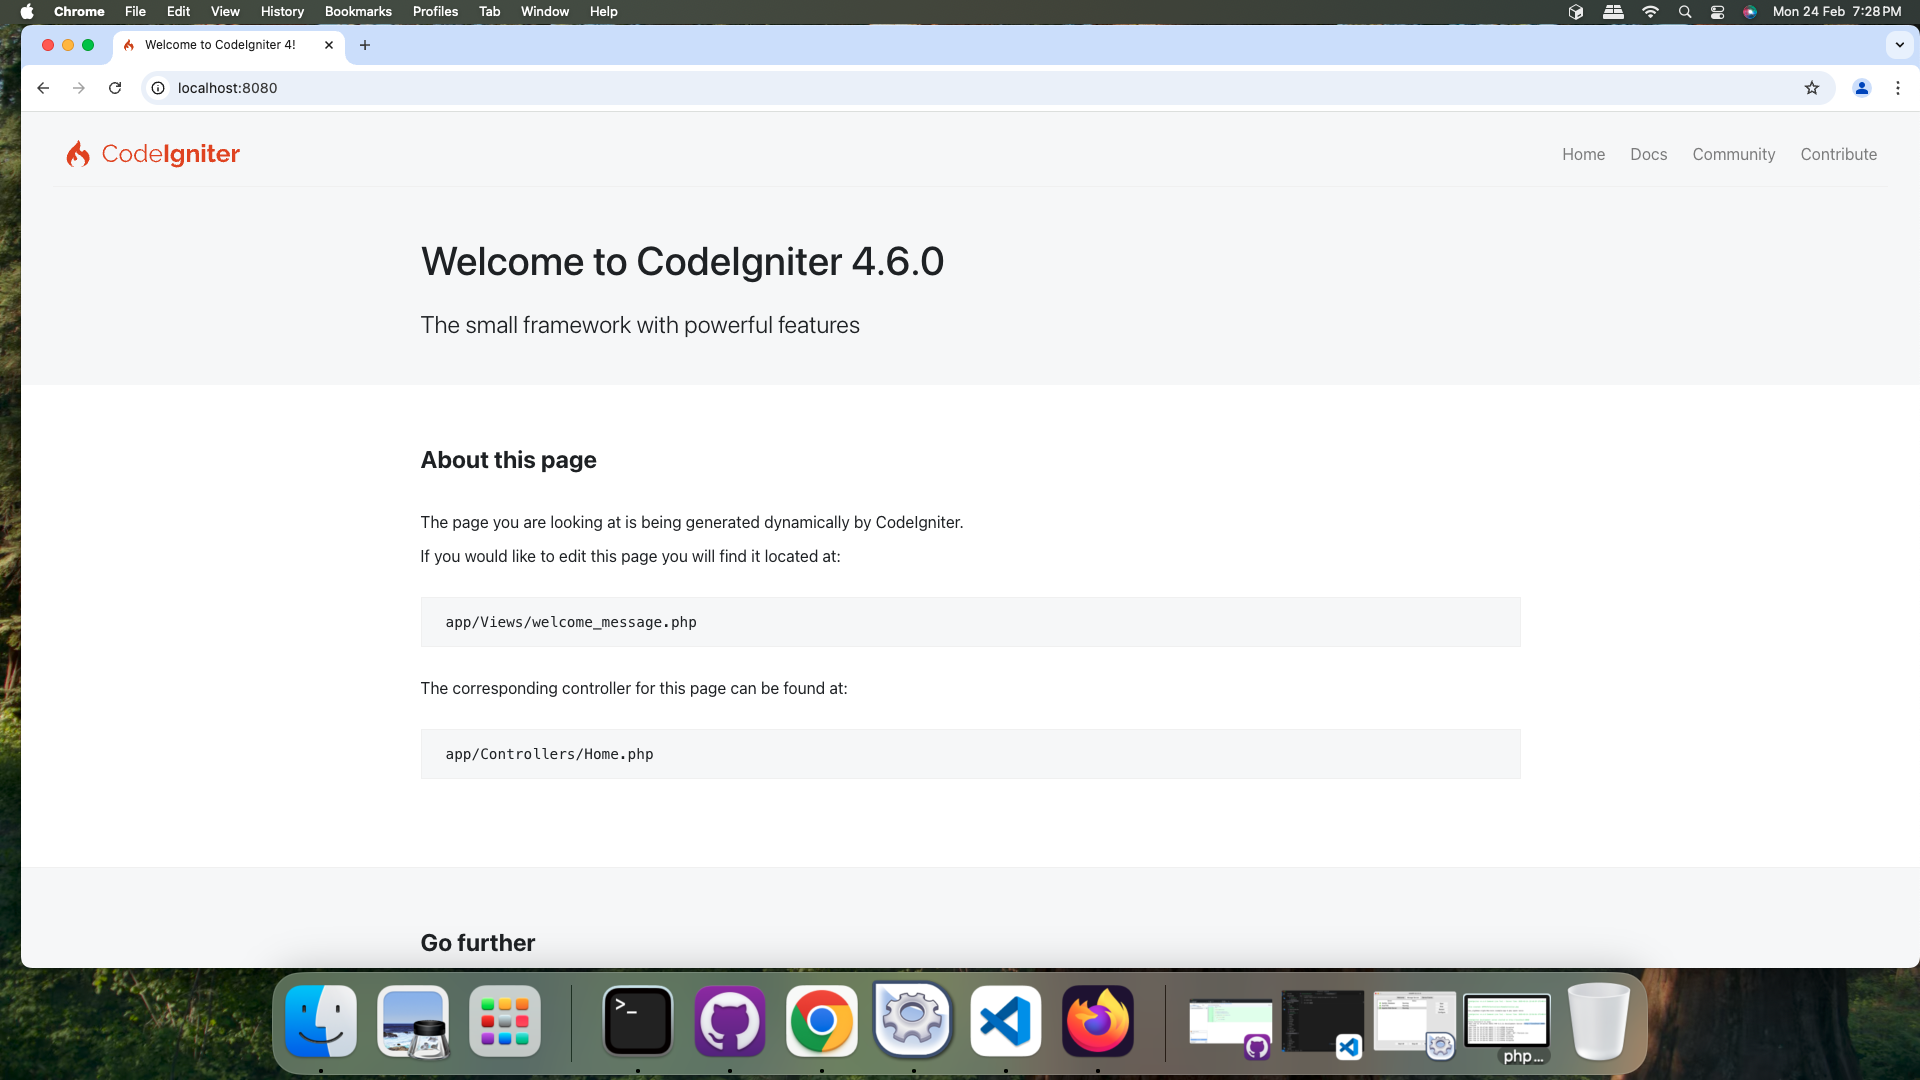 Chrome File Edit View History Bookmarks Profiles Tab Window Help Mon 24 Feb 7:28 PM
Welcome to CodeIgniter 4!
localhost:8080
CodeIgniter Home Docs Community Contribute
Welcome to CodeIgniter 4.6.0
The small framework with powerful features
About this page
The page you are looking at is being generated dynamically by CodeIgniter.
If you would like to edit this page you will find it located at:
app/Views/welcome_message.php
The corresponding controller for this page can be found at:
app/Controllers/Home.php
Go further
php...